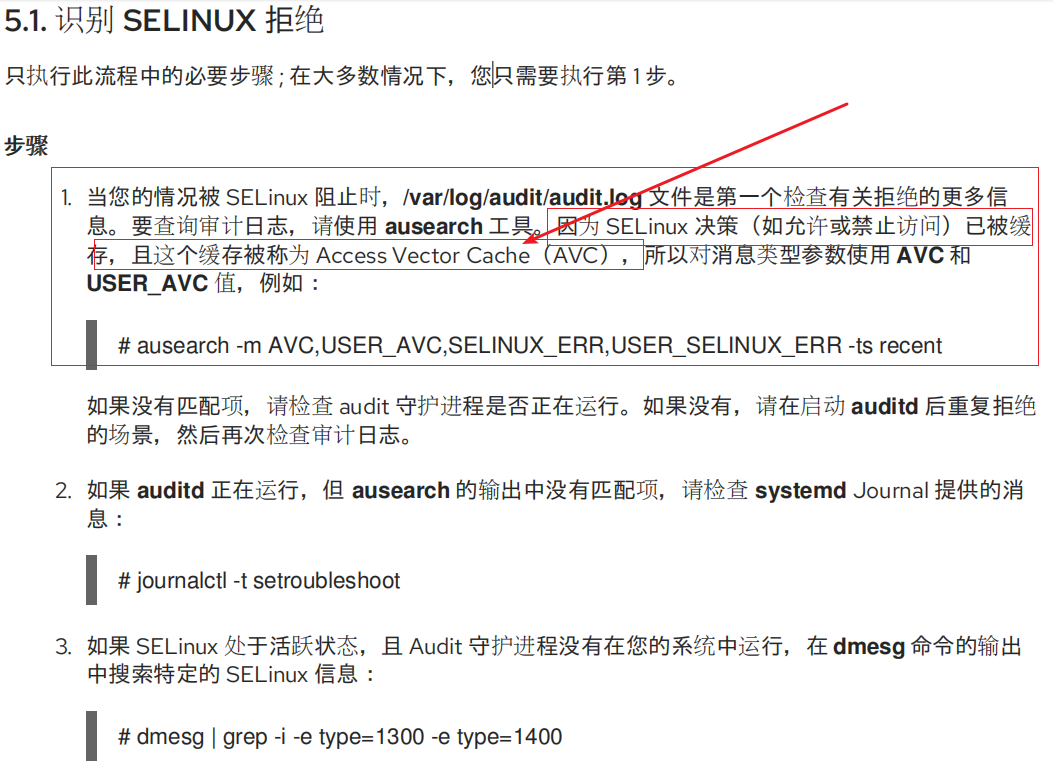 5.1. 识别 SELINUX 拒绝
只执行此流程中的必要步骤 ; 在大多数情况下，您只需要执行第 1 步。
步骤
1. 当您的情况被 SELinux 阻止时，/var/log/audit/audit.log 文件是第一个检查有关拒绝的更多信
息。要查询审计日志，请使用 ausearch 工具。因为 SELinux 决策（如允许或禁止访问）已被缓
存，且这个缓存被称为 Access Vector Cache（AVC），所以对消息类型参数使用 AVC 和
USER_AVC 值，例如：
# ausearch -m AVC,USER_AVC,SELINUX_ERR,USER_SELINUX_ERR -ts recent
如果没有匹配项，请检查 audit 守护进程是否正在运行。如果没有，请在启动 auditd 后重复拒绝
的场景，然后再次检查审计日志。
2. 如果 auditd 正在运行，但 ausearch 的输出中没有匹配项，请检查 systemd Journal 提供的消
息：
# journalctl -t setroubleshoot
3. 如果 SELinux 处于活跃状态，且 Audit 守护进程没有在您的系统中运行，在 dmesg 命令的输出
中搜索特定的 SELinux 信息：
# dmesg | grep -i -e type=1300 -e type=1400